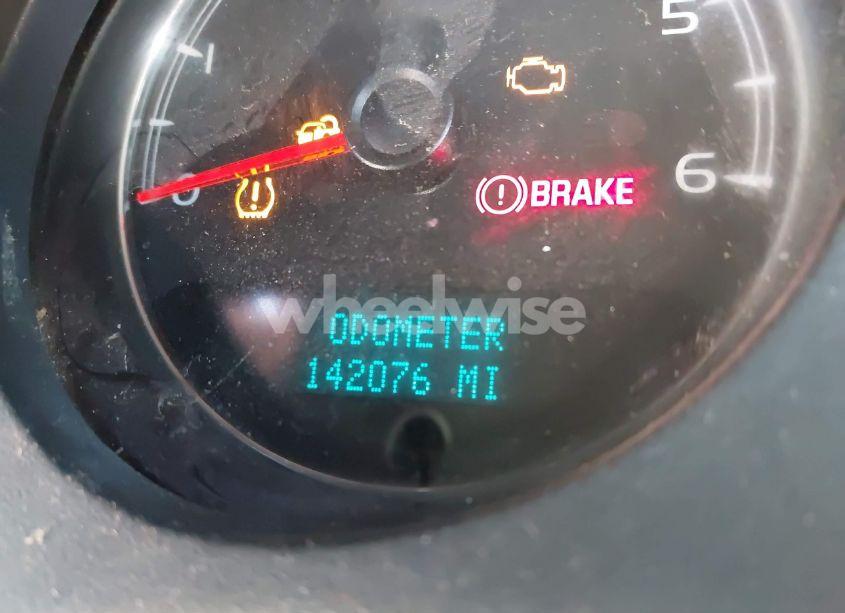 1
5
0
6
BRAKE
wheelwise
ODOMETER
142076 MI